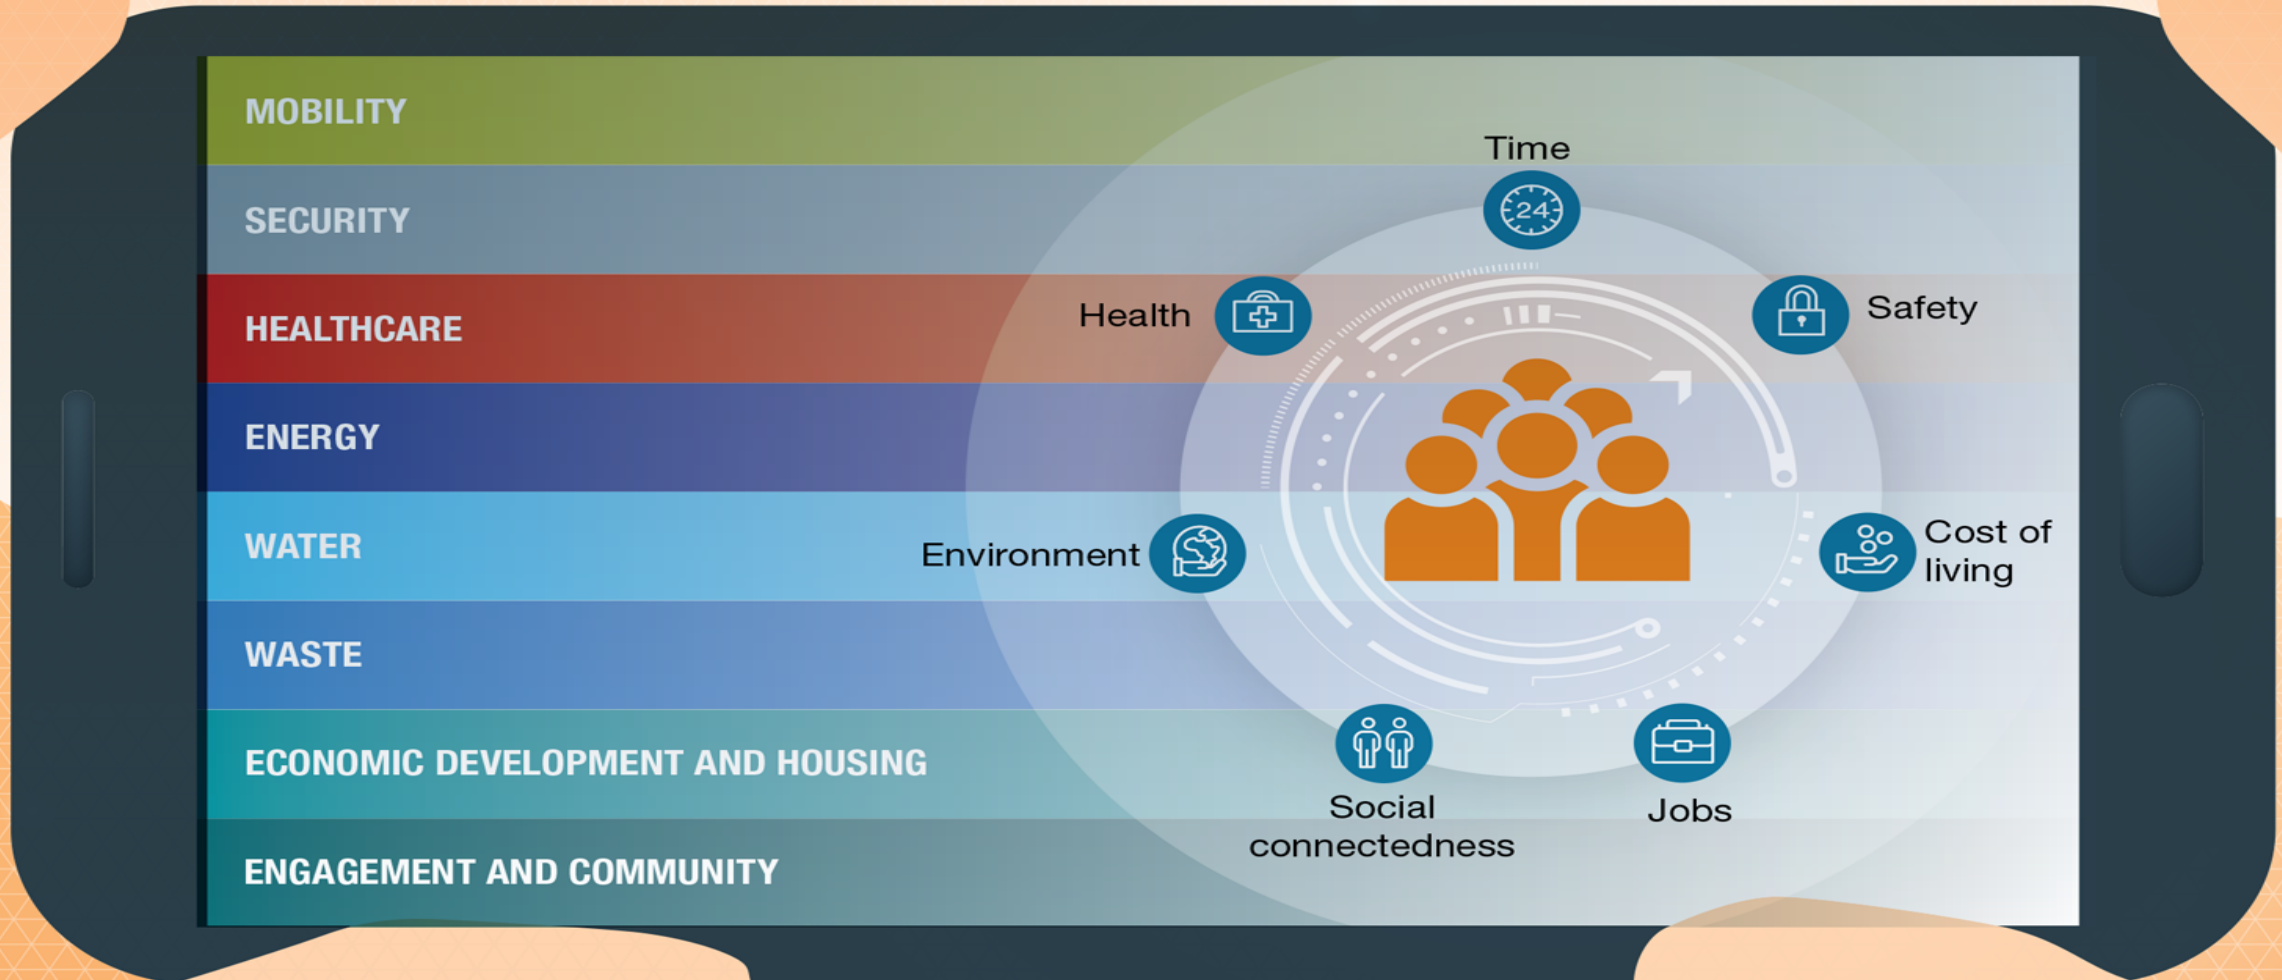 MOBILITY
SECURITY
HEALTHCARE
ENERGY
WATER
WASTE
ECONOMIC DEVELOPMENT AND HOUSING
ENGAGEMENT AND COMMUNITY
Time
24
Health
Safety
Environment
Cost of
living
Social
connectedness
Jobs